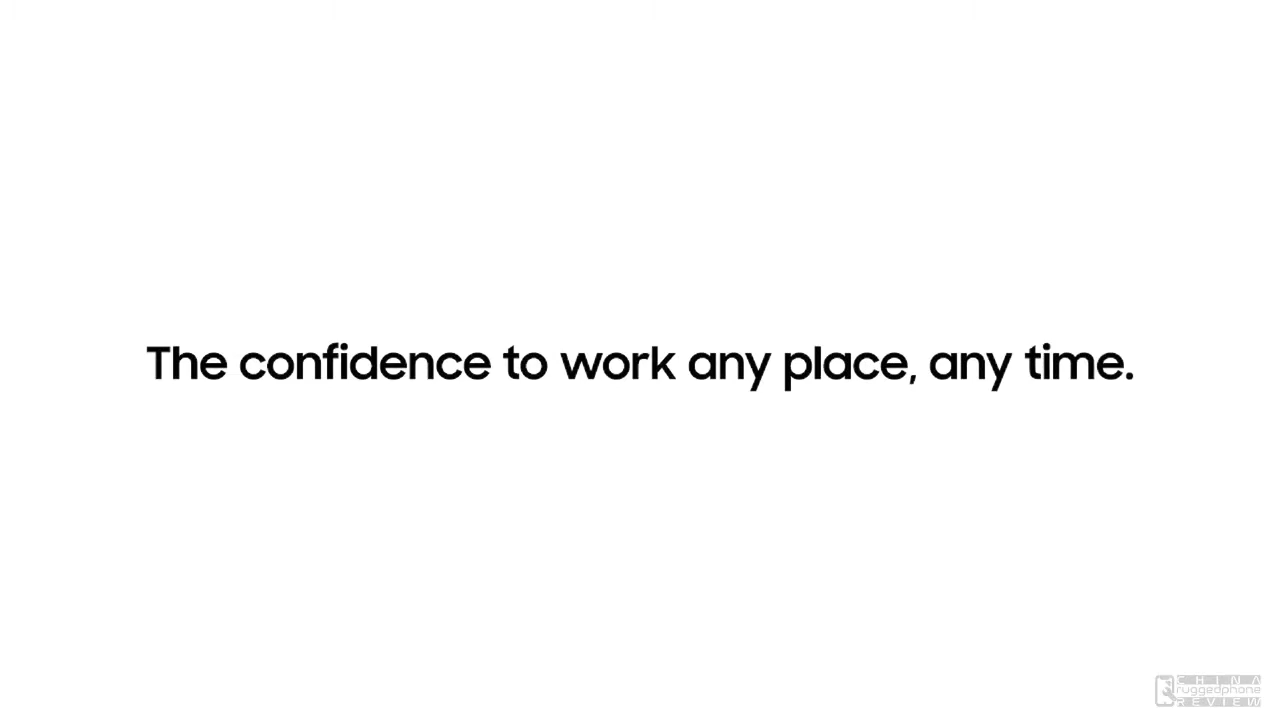 The confidence to work any place, any time.
CHINA
ruggedphone
REVIEW